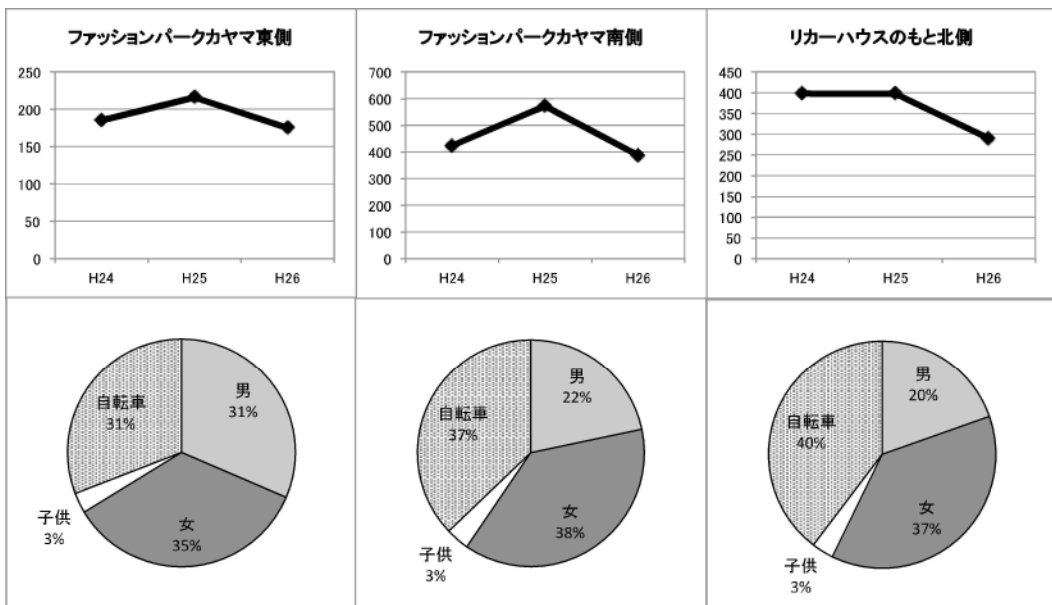 ファッションパークカヤマ東側
250
200
150
100
50
0
H24 H25 H26
ファッションパークカヤマ南側
700
600
500
400
300
200
100
0
H24 H25 H26
リカーハウスのもと北側
450
400
350
300
250
200
150
100
50
0
H24 H25 H26
男
31%
女
35%
子供
3%
自転車
31%
男
22%
女
38%
子供
3%
自転車
37%
男
20%
女
37%
子供
3%
自転車
40%